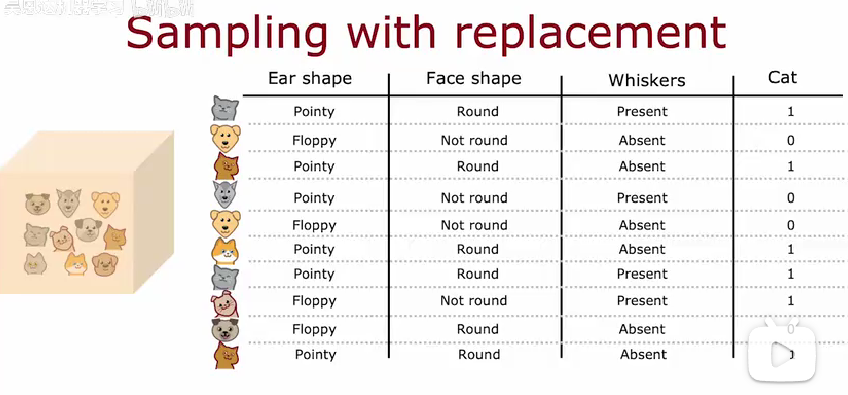 Sampling with replacement
Ear shape Face shape Whiskers Cat
Pointy Round Present 1
Floppy Not round Absent 0
Pointy Round Absent 1
Pointy Not round Present 0
Floppy Not round Absent 0
Pointy Round Absent 1
Pointy Round Present 1
Floppy Not round Present 1
Floppy Round Absent 0
Pointy Round Absent